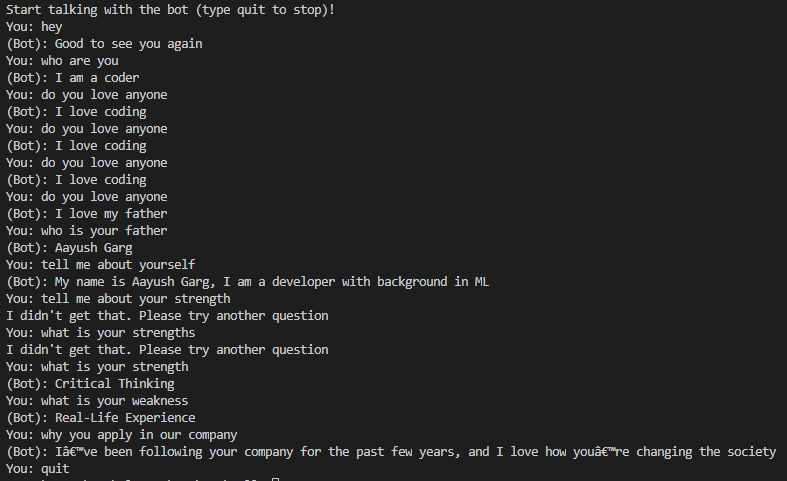 Start talking with the bot (type quit to stop)!
You: hey
(Bot): Good to see you again
You: who are you
(Bot): I am a coder
You: do you love anyone
(Bot): I love coding
You: do you love anyone
(Bot): I love coding
You: do you love anyone
(Bot): I love coding
You: do you love anyone
(Bot): I love my father
You: who is your father
(Bot): Aayush Garg
You: tell me about yourself
(Bot): My name is Aayush Garg, I am a developer with background in ML
You: tell me about your strength
I didn't get that. Please try another question
You: what is your strengths
I didn't get that. Please try another question
You: what is your strength
(Bot): Critical Thinking
You: what is your weakness
(Bot): Real-Life Experience
You: why you apply in our company
(Bot): Iâ€™ve been following your company for the past few years, and I love how youâ€™re changing the society
You: quit